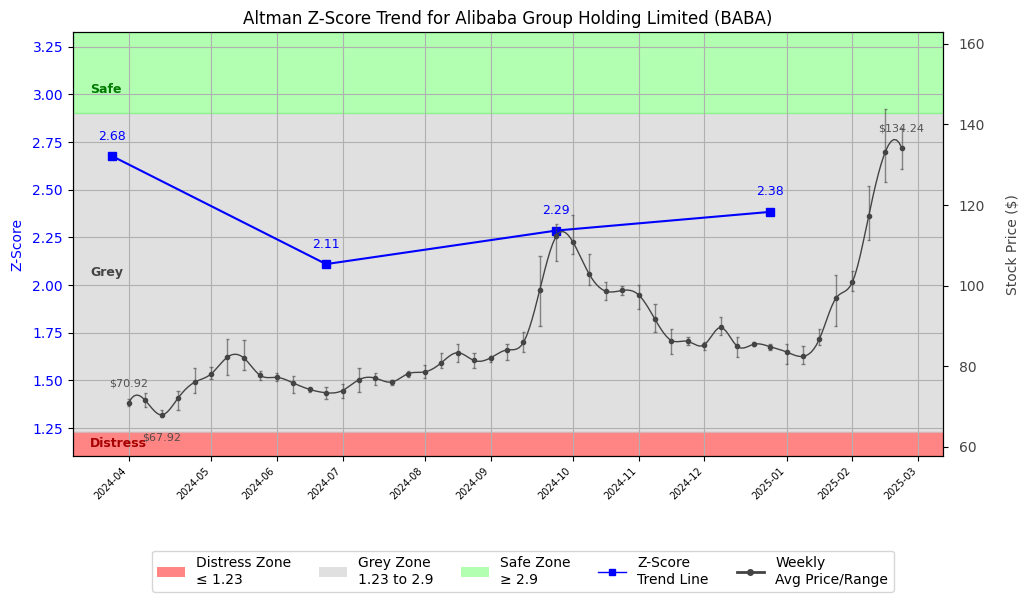 Altman Z-Score Trend for Alibaba Group Holding Limited (BABA)
Z-Score
3.25
3.00
2.75
2.50
2.25
2.00
1.75
1.50
1.25
Safe
Grey
Distress
2.68
2.11
2.29
2.38
$70.92
$67.92
$134.24
160
140
120
100
80
60
Stock Price ($)
2024-04
2024-05
2024-06
2024-07
2024-08
2024-09
2024-10
2024-11
2024-12
2025-01
2025-02
2025-03
Distress Zone
≤ 1.23
Grey Zone
1.23 to 2.9
Safe Zone
≥ 2.9
Z-Score
Trend Line
Weekly
Avg Price/Range